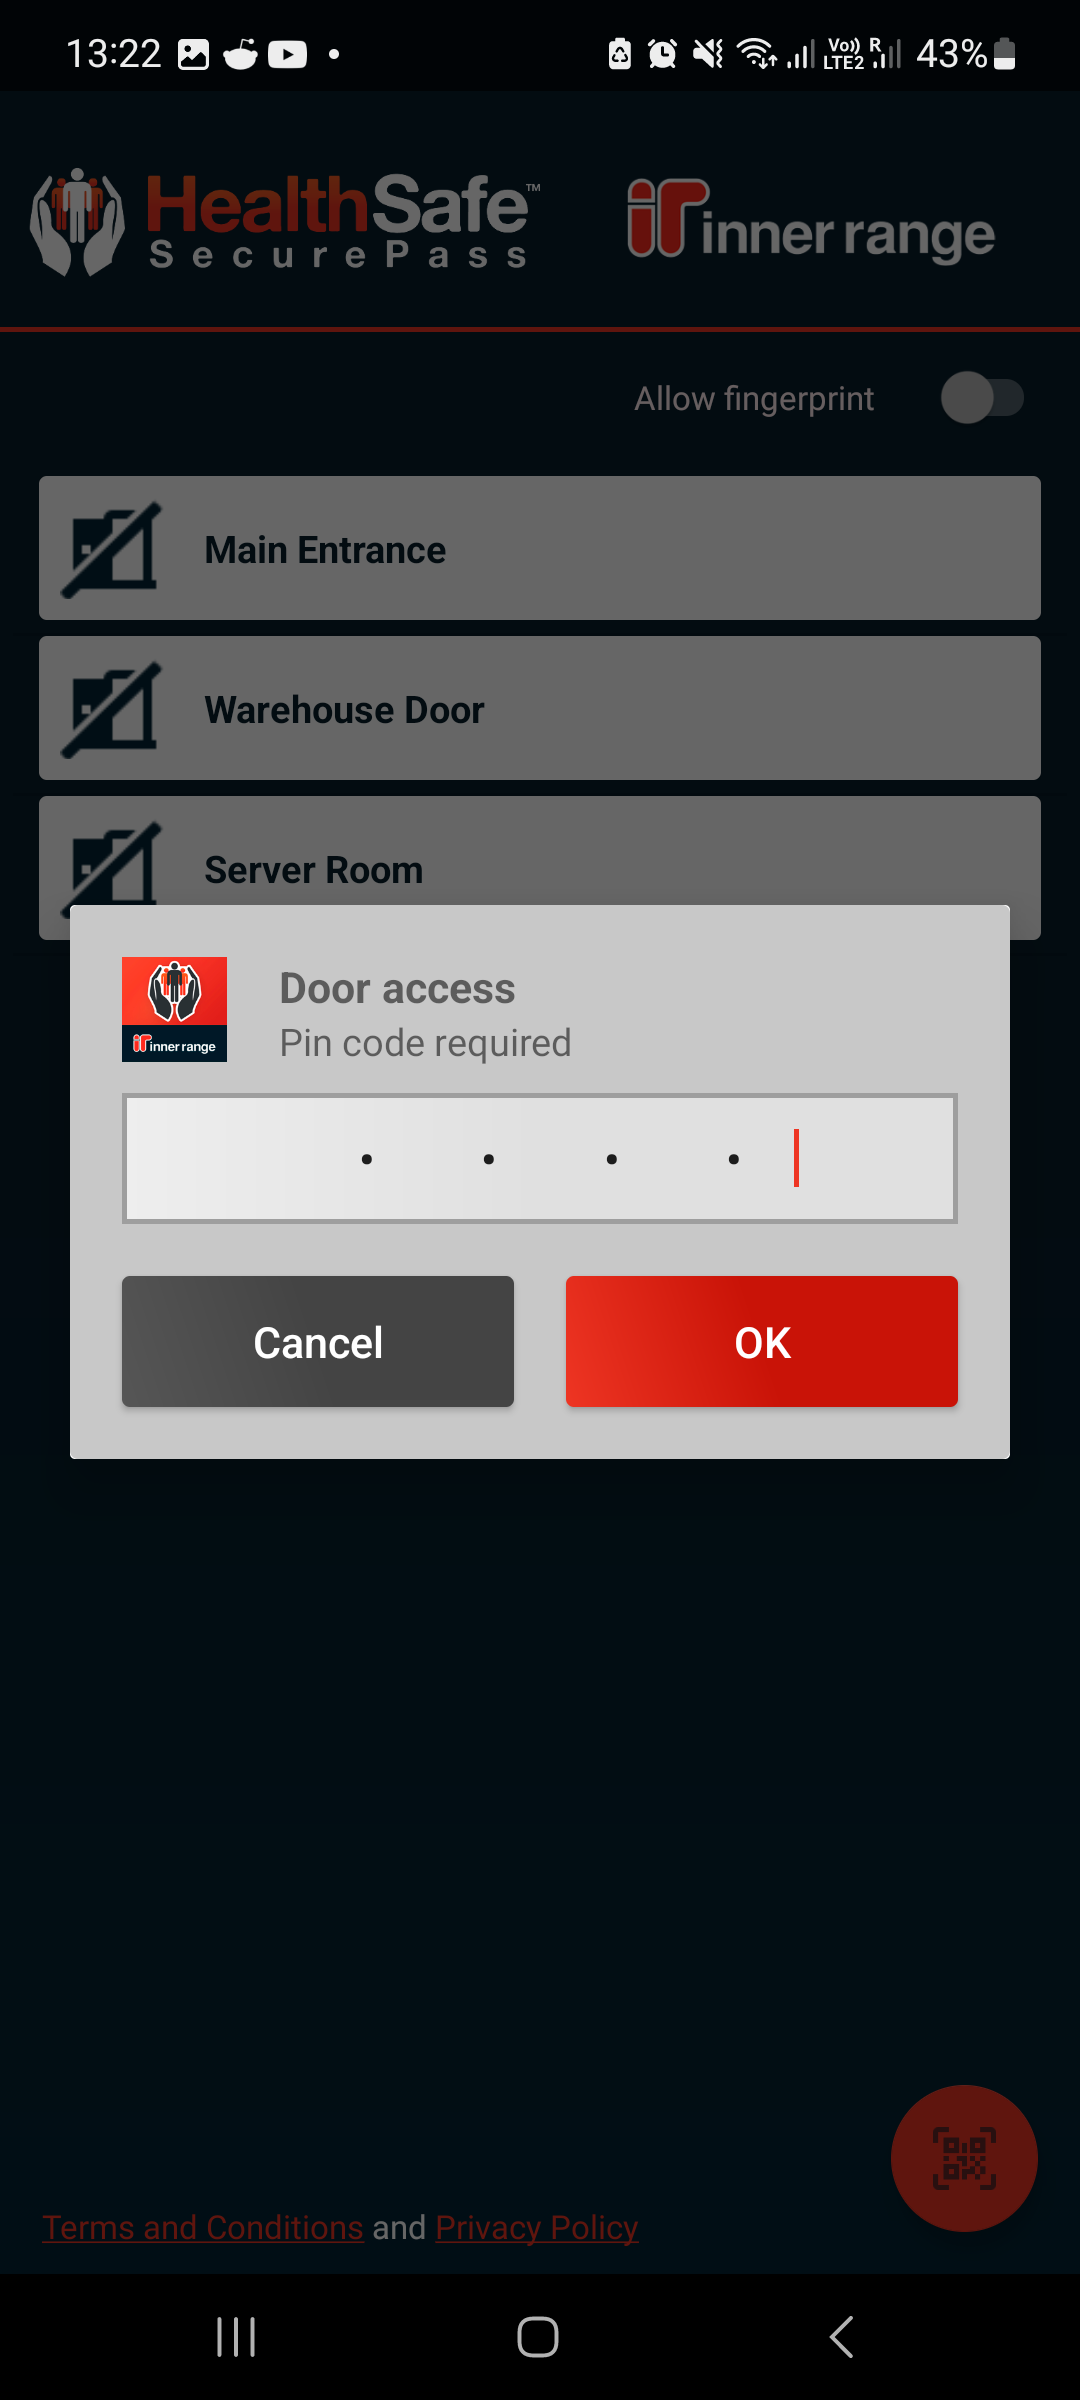 13:22
Vo)) R
LTE2
43%
HealthSafe™
SecurePass
inner range
Allow fingerprint
Main Entrance
Warehouse Door
Server Room
Door access
inner range
Pin code required
Cancel
OK
Terms and Conditions and Privacy Policy